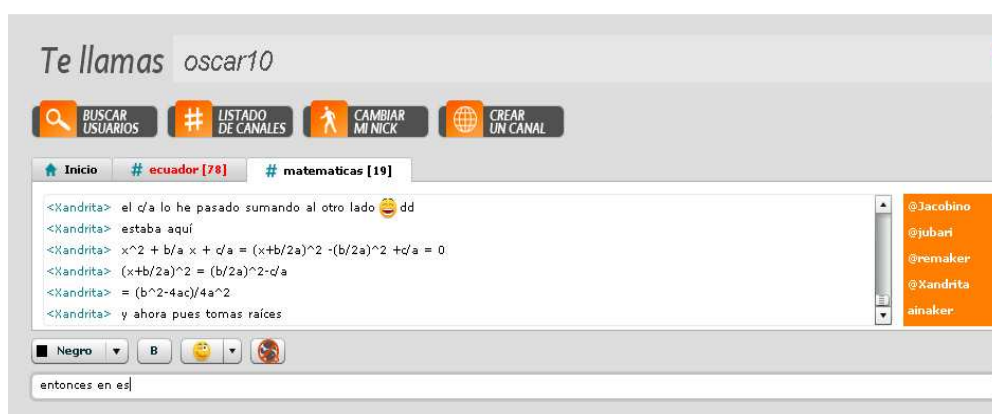 Te llamas oscar10
BUSCAR
USUARIOS
LISTADO
DE CANALES
CAMBIAR
MI NICK
CREAR
UN CANAL
Inicio
# ecuador [78]
# matematicas [19]
<Xandrita> el c/a lo he pasado sumando al otro lado dd
<Xandrita> estaba aquí
<Xandrita> x^2 + b/a x + c/a = (x+b/2a)^2 -(b/2a)^2 +c/a = 0
<Xandrita> (x+b/2a)^2 = (b/2a)^2-c/a
<Xandrita> = (b^2-4ac)/4a^2
<Xandrita> y ahora pues tomas raíces
@Jacobino
@jubari
@remaker
@Xandrita
ainaker
Negro
B
entonces en es